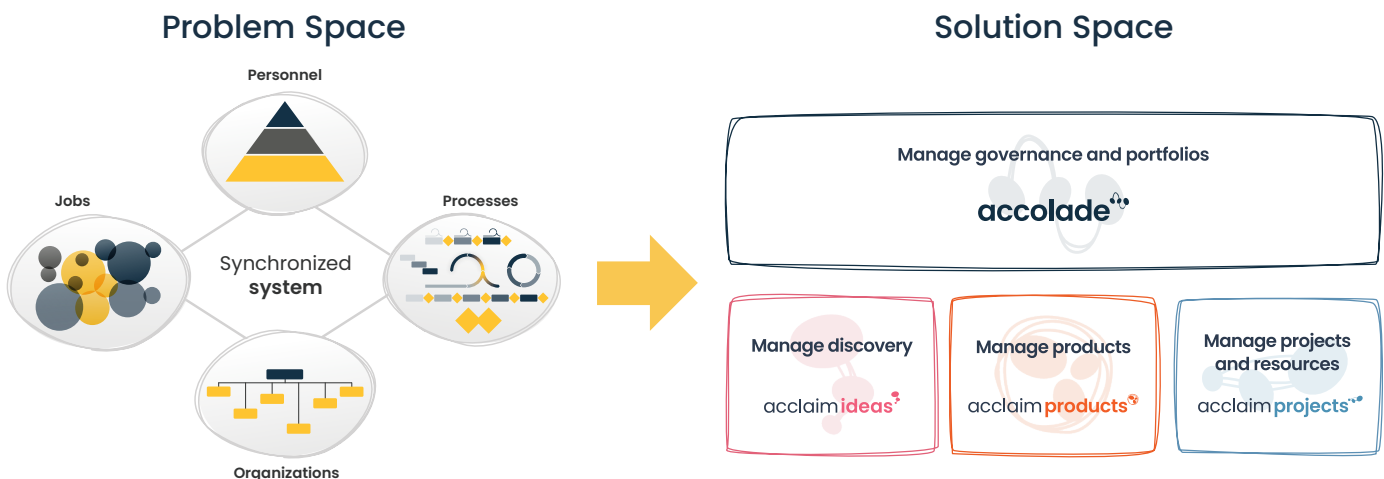 Problem Space
Personnel
Jobs
Processes
Synchronized
system
Organizations
Solution Space
Manage governance and portfolios
accolade
Manage discovery
acclaim ideas
Manage products
acclaim products
Manage projects
and resources
acclaim projects